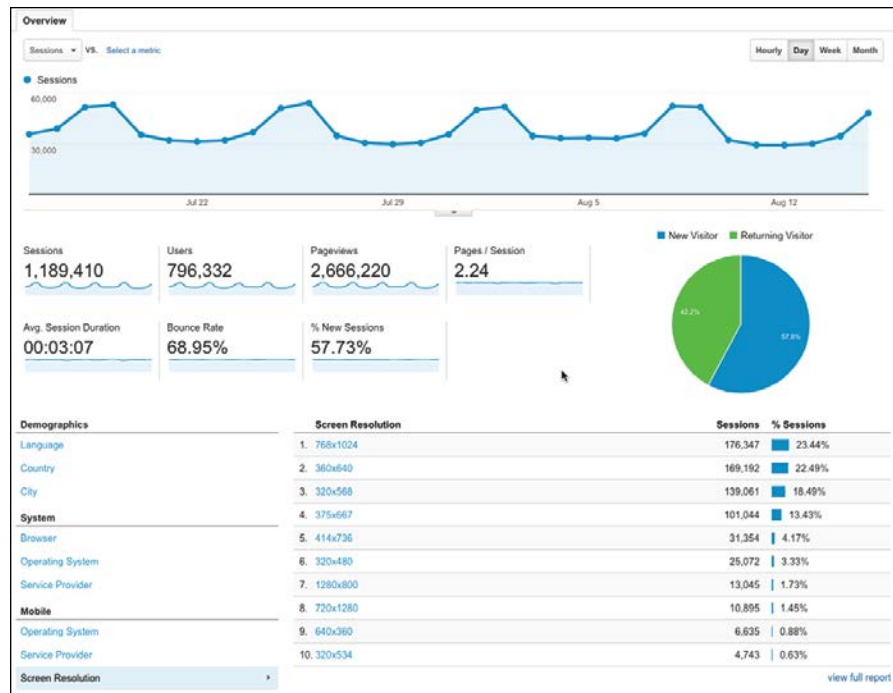 Overview
Sessions VS. Select a metric
Hourly Day Week Month
Sessions
60,000
30,000
Jul 22 Jul 29 Aug 5 Aug 12
New Visitor Returning Visitor
Sessions Users Pageviews Pages / Session
1,189,410 796,332 2,666,220 2.24
42.2% 57.8%
Avg. Session Duration Bounce Rate % New Sessions
00:03:07 68.95% 57.73%
Demographics
Language
Country
City
System
Browser
Operating System
Service Provider
Mobile
Operating System
Service Provider
Screen Resolution
Screen Resolution Sessions % Sessions
1. 768x1024 176,347 23.44%
2. 360x640 169,192 22.49%
3. 320x568 139,061 18.49%
4. 375x667 101,044 13.43%
5. 414x736 31,354 4.17%
6. 320x480 25,072 3.33%
7. 1280x800 13,045 1.73%
8. 720x1280 10,895 1.45%
9. 640x360 6,635 0.88%
10. 320x534 4,743 0.63%
view full report